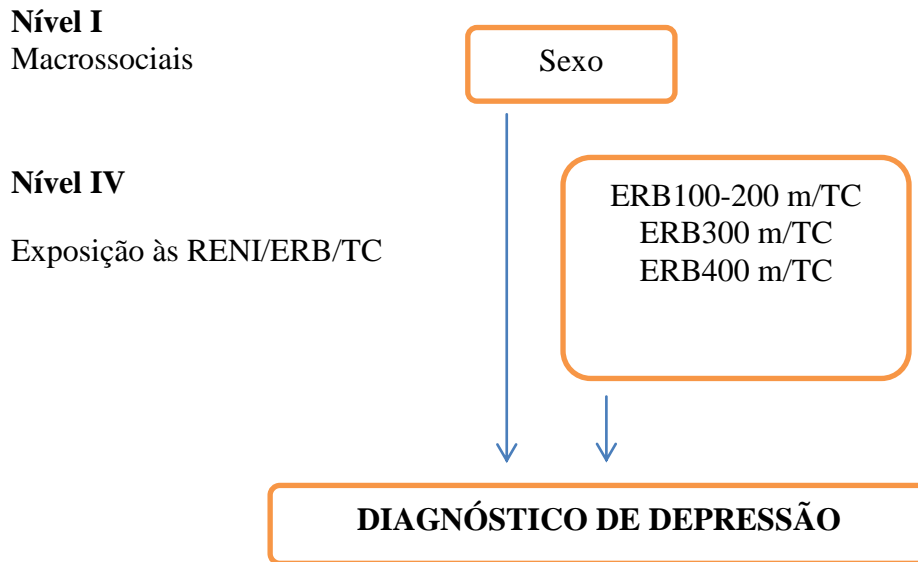 Nível I
Macrossociais
Sexo
Nível IV
Exposição às RENI/ERB/TC
ERB100-200 m/TC
ERB300 m/TC
ERB400 m/TC
DIAGNÓSTICO DE DEPRESSÃO